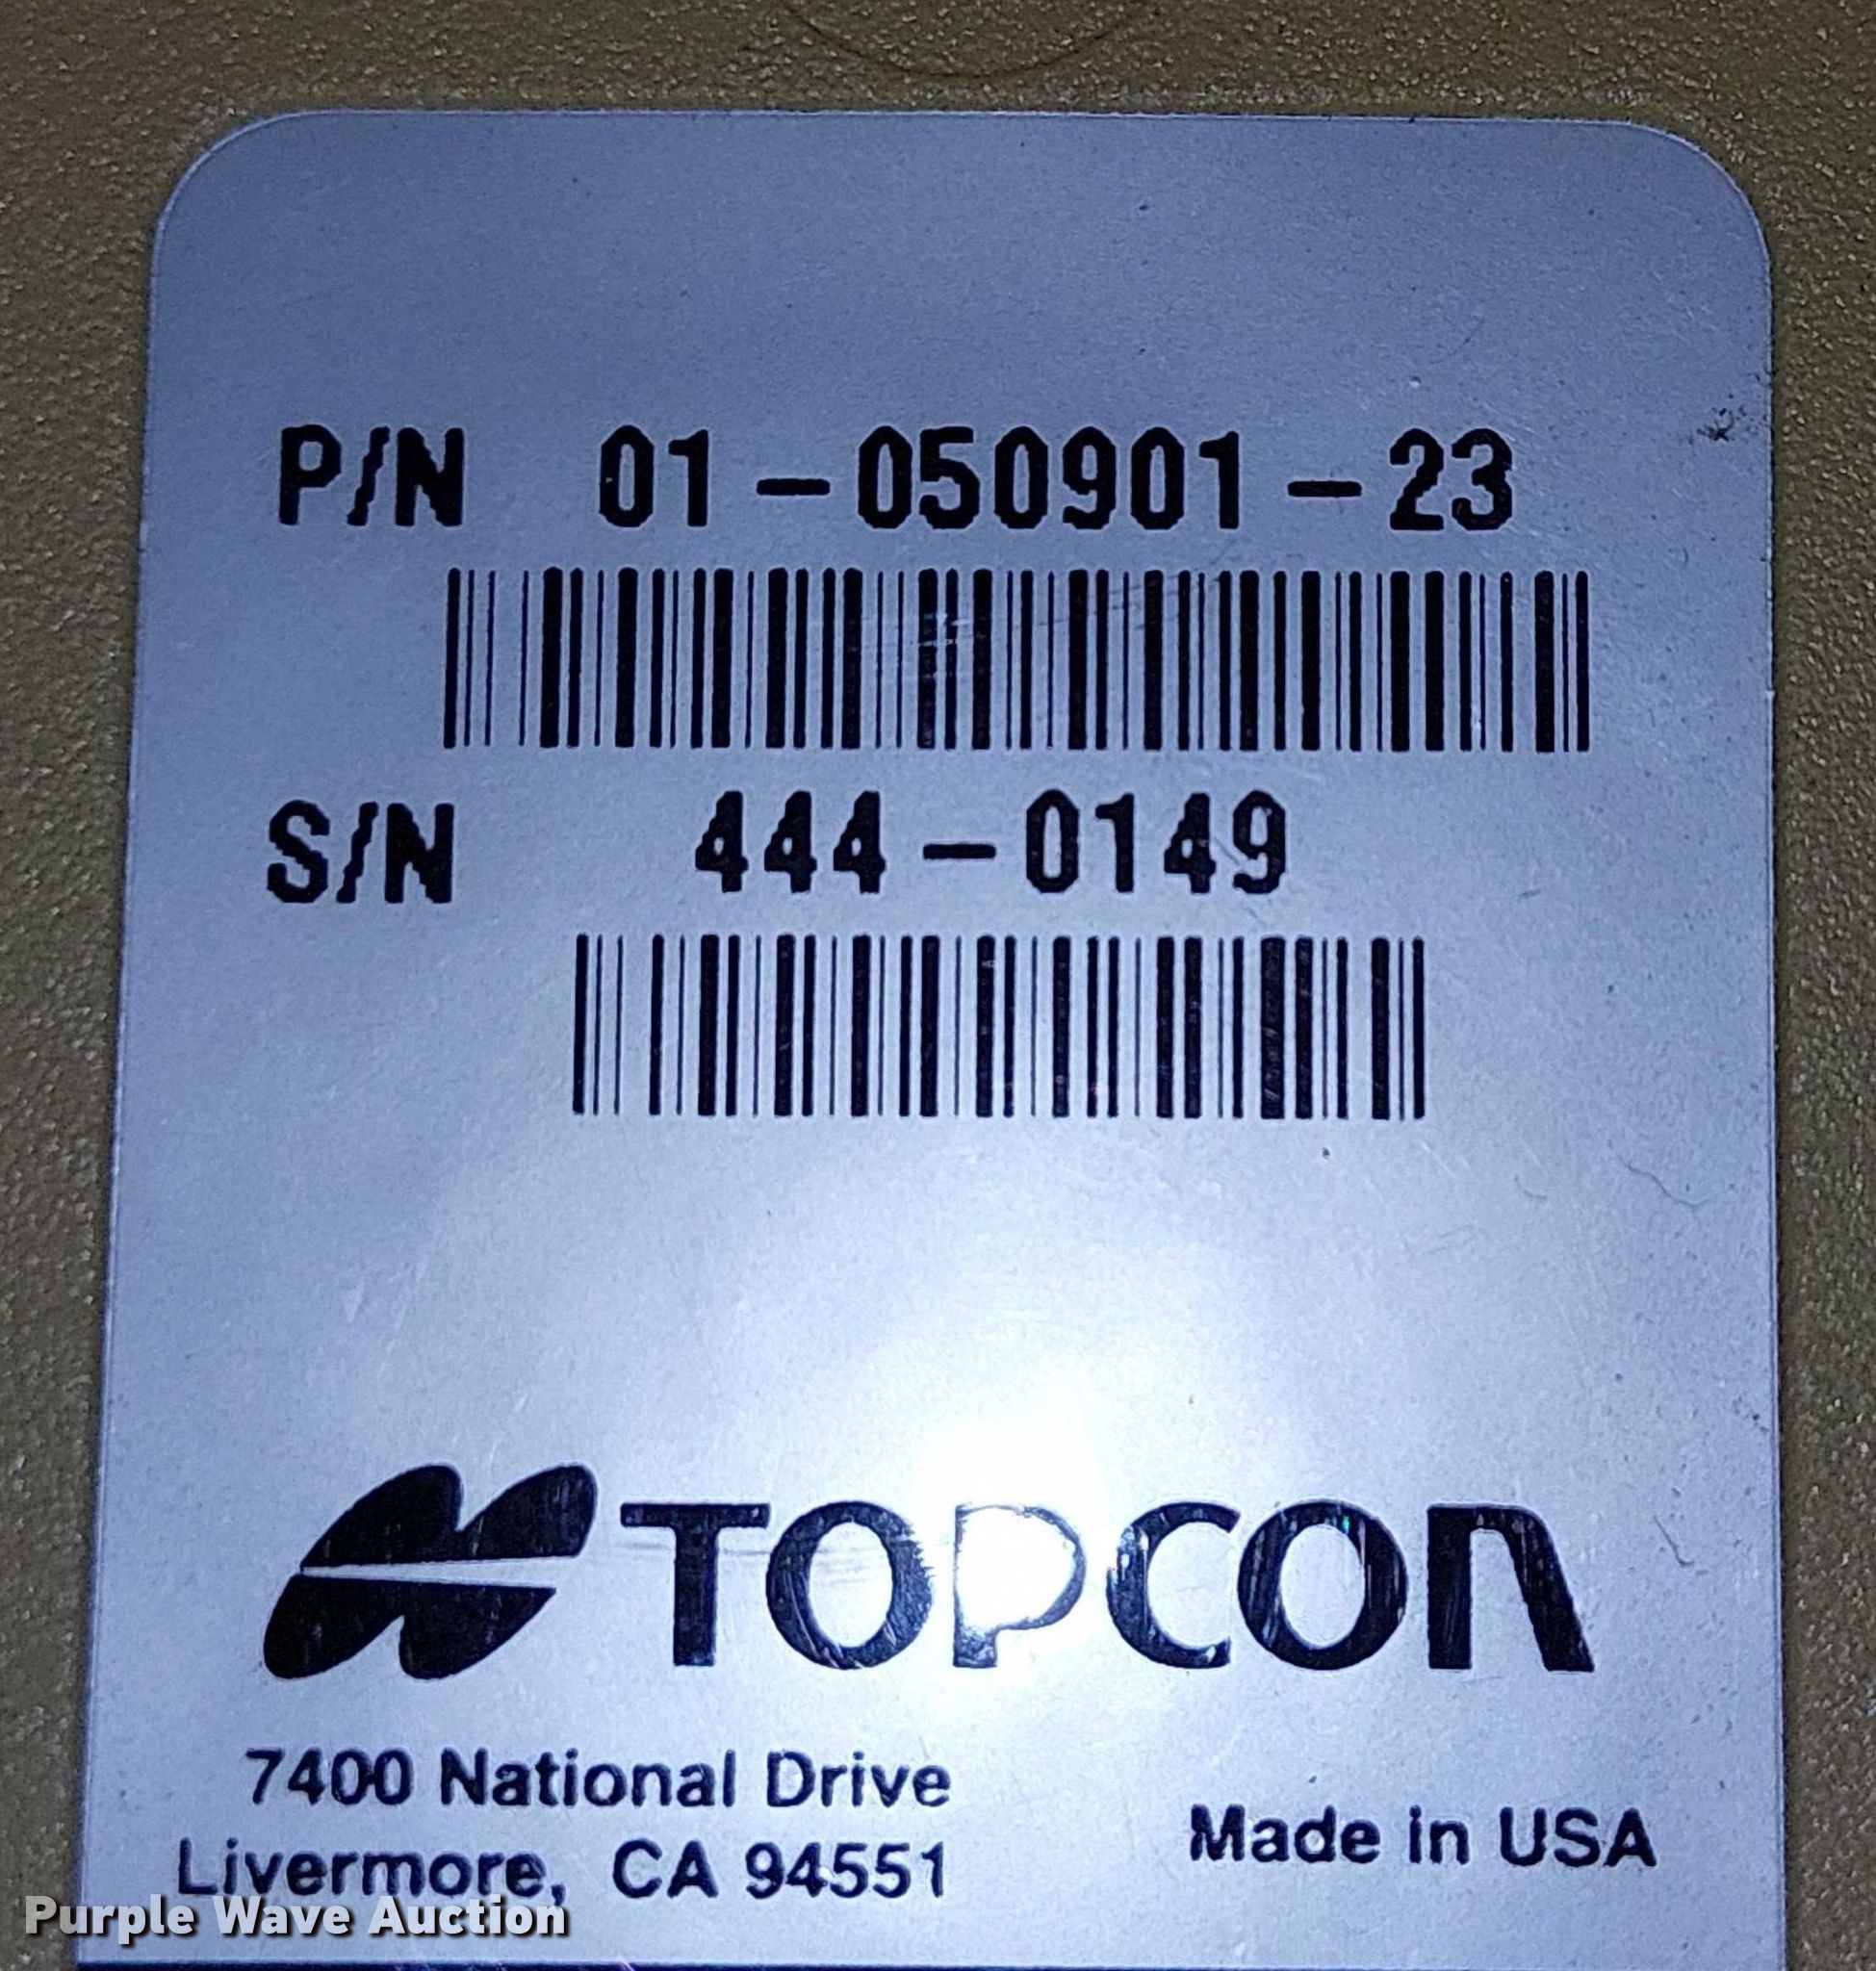 P/N 01-050901-23
S/N 444-0149
TOPCON
7400 National Drive
Livermore, CA 94551
Made in USA
Purple Wave Auction